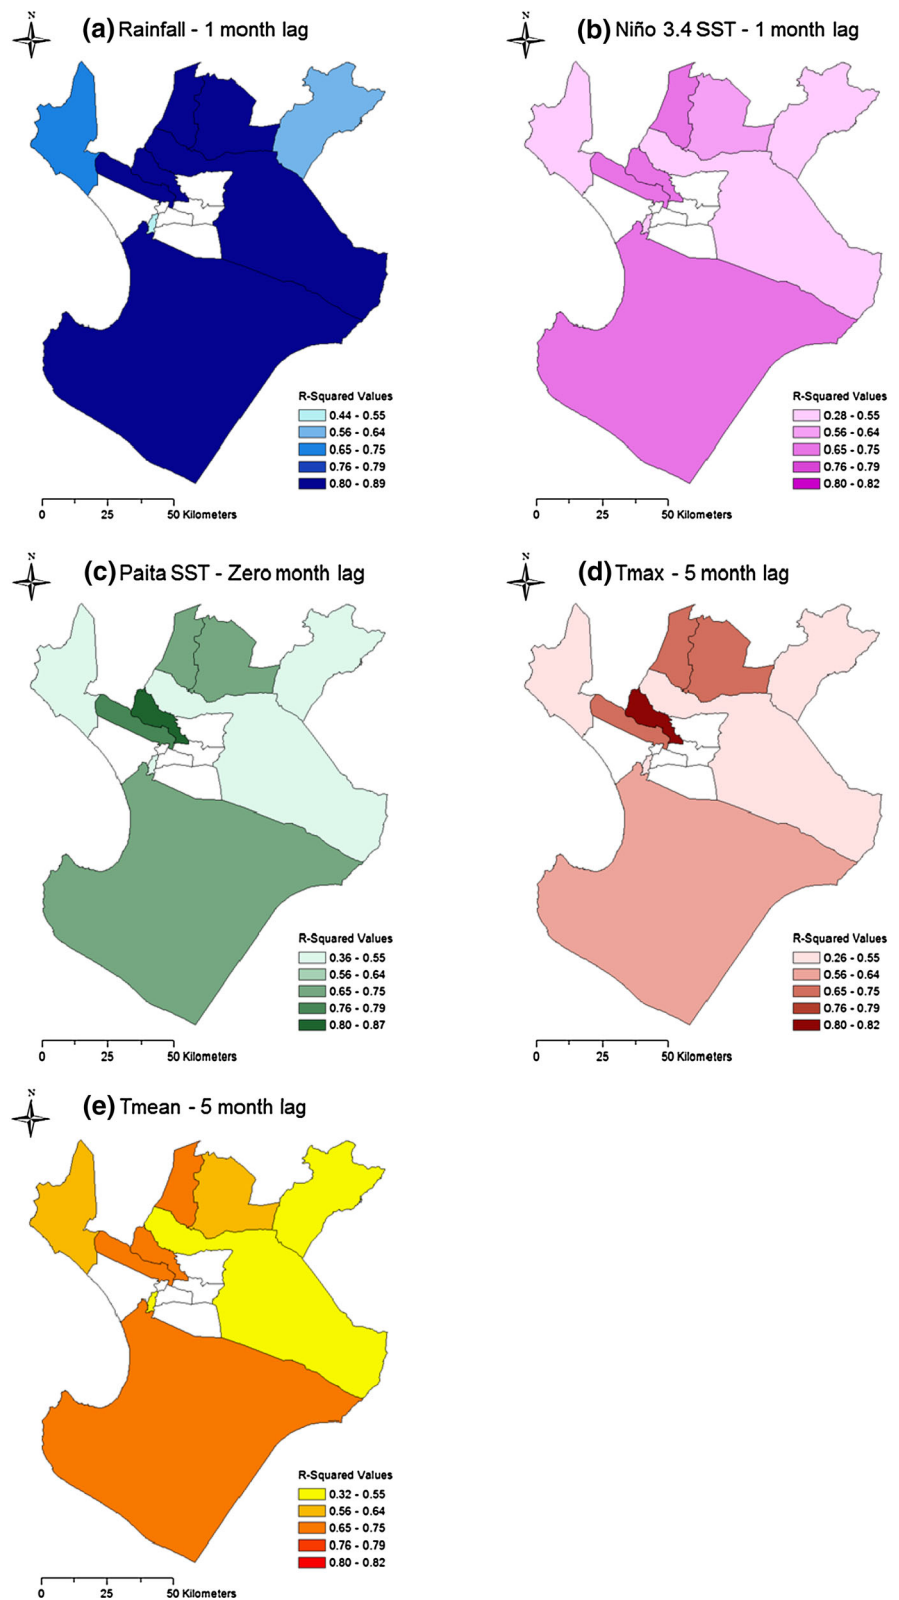 N
(a) Rainfall - 1 month lag
R-Squared Values
0.44 - 0.55
0.56 - 0.64
0.65 - 0.75
0.76 - 0.79
0.80 - 0.89
0 25 50 Kilometers
N
(b) Niño 3.4 SST - 1 month lag
R-Squared Values
0.28 - 0.55
0.56 - 0.64
0.65 - 0.75
0.76 - 0.79
0.80 - 0.82
0 25 50 Kilometers
N
(c) Paita SST - Zero month lag
R-Squared Values
0.36 - 0.55
0.56 - 0.64
0.65 - 0.75
0.76 - 0.79
0.80 - 0.87
0 25 50 Kilometers
N
(d) Tmax - 5 month lag
R-Squared Values
0.26 - 0.55
0.56 - 0.64
0.65 - 0.75
0.76 - 0.79
0.80 - 0.82
0 25 50 Kilometers
N
(e) Tmean - 5 month lag
R-Squared Values
0.32 - 0.55
0.56 - 0.64
0.65 - 0.75
0.76 - 0.79
0.80 - 0.82
0 25 50 Kilometers